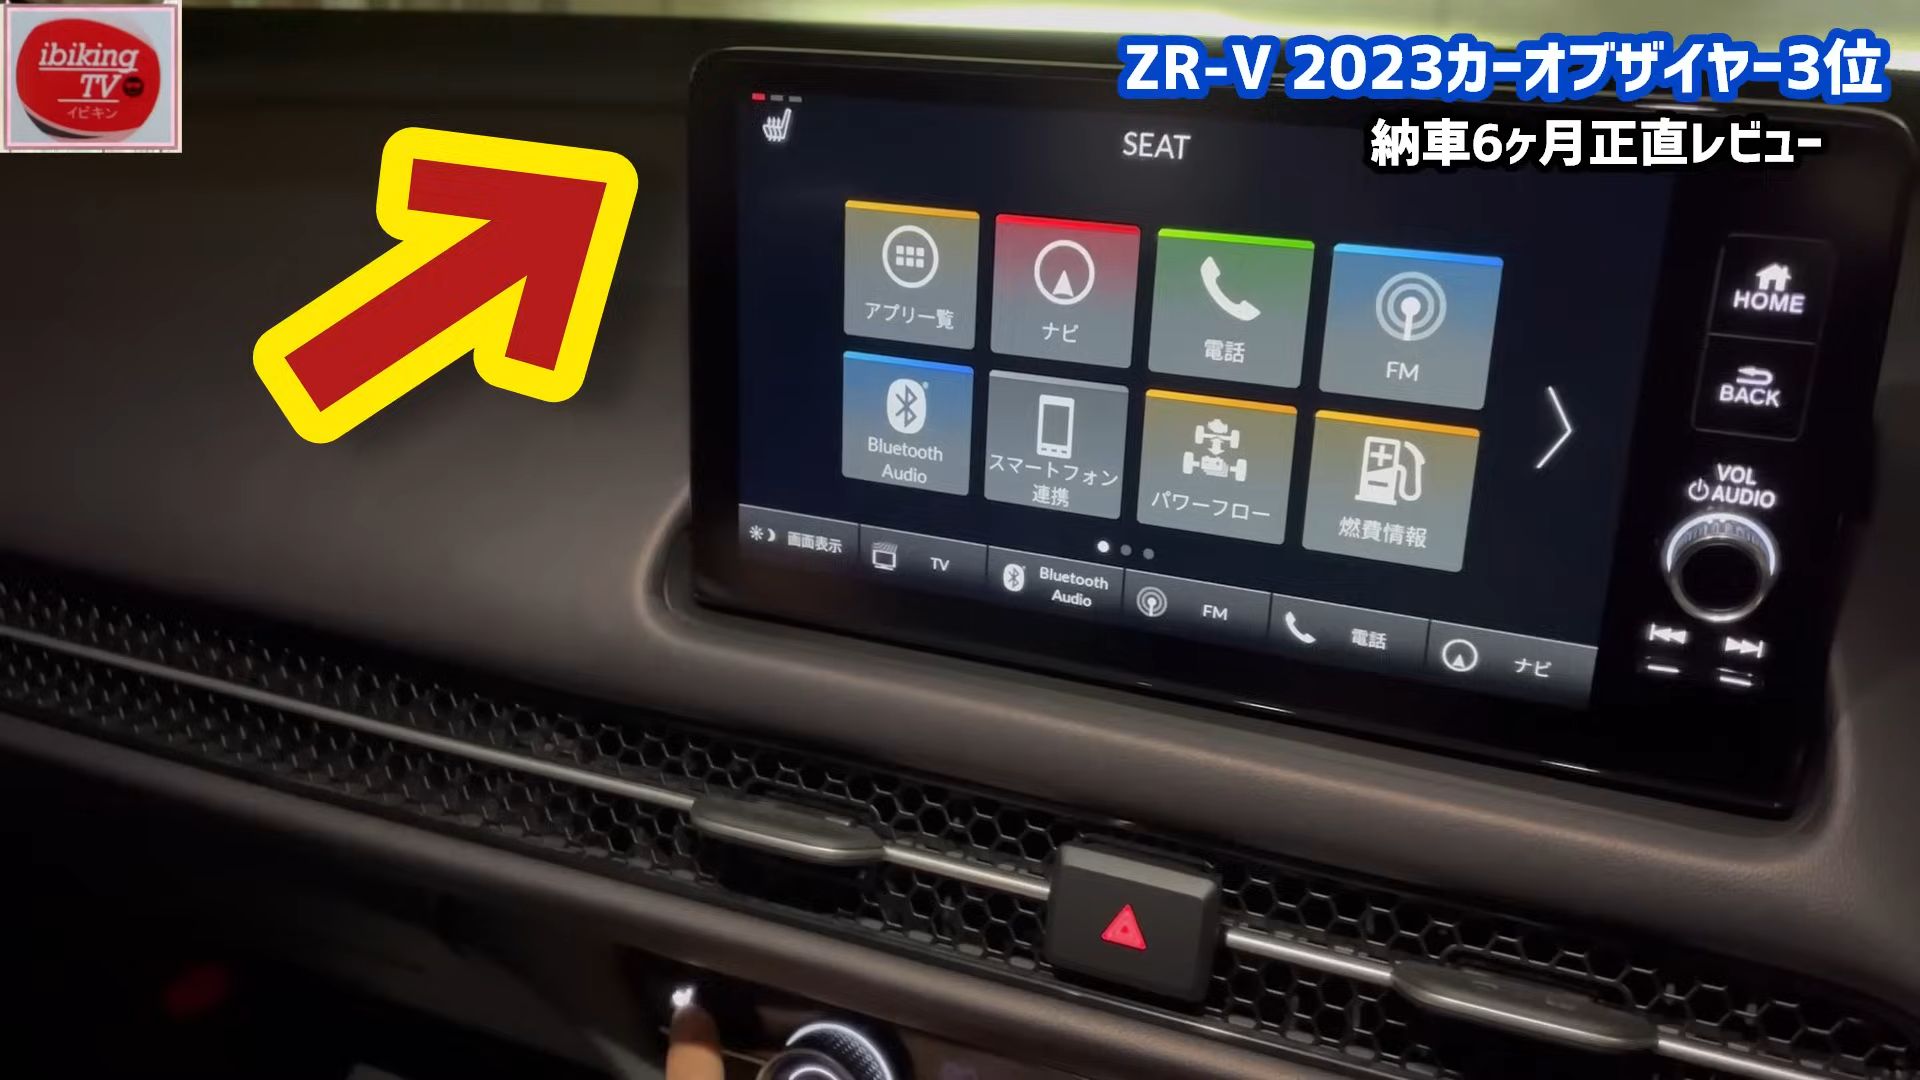 ibiking
TV
イビキン
ZR-V 2023カーオブザイヤー3位
納車6ヶ月正直レビュー
SEAT
アプリ一覧
ナビ
電話
FM
Bluetooth
Audio
スマートフォン
連携
パワーフロー
燃費情報
画面表示
TV
Bluetooth
Audio
FM
電話
ナビ
HOME
BACK
VOL
AUDIO